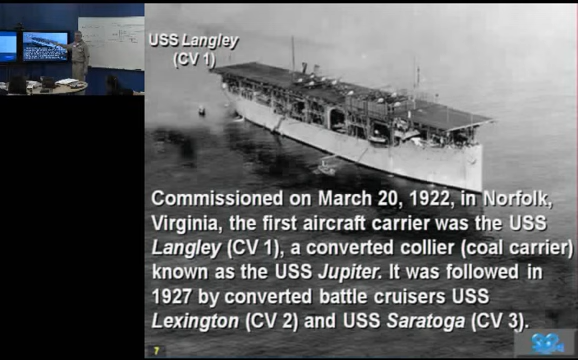 USS Langley
(CV 1)
Commissioned on March 20, 1922, in Norfolk,
Virginia, the first aircraft carrier was the USS
Langley (CV 1), a converted collier (coal carrier)
known as the USS Jupiter. It was followed in
1927 by converted battle cruisers USS
Lexington (CV 2) and USS Saratoga (CV 3).
7